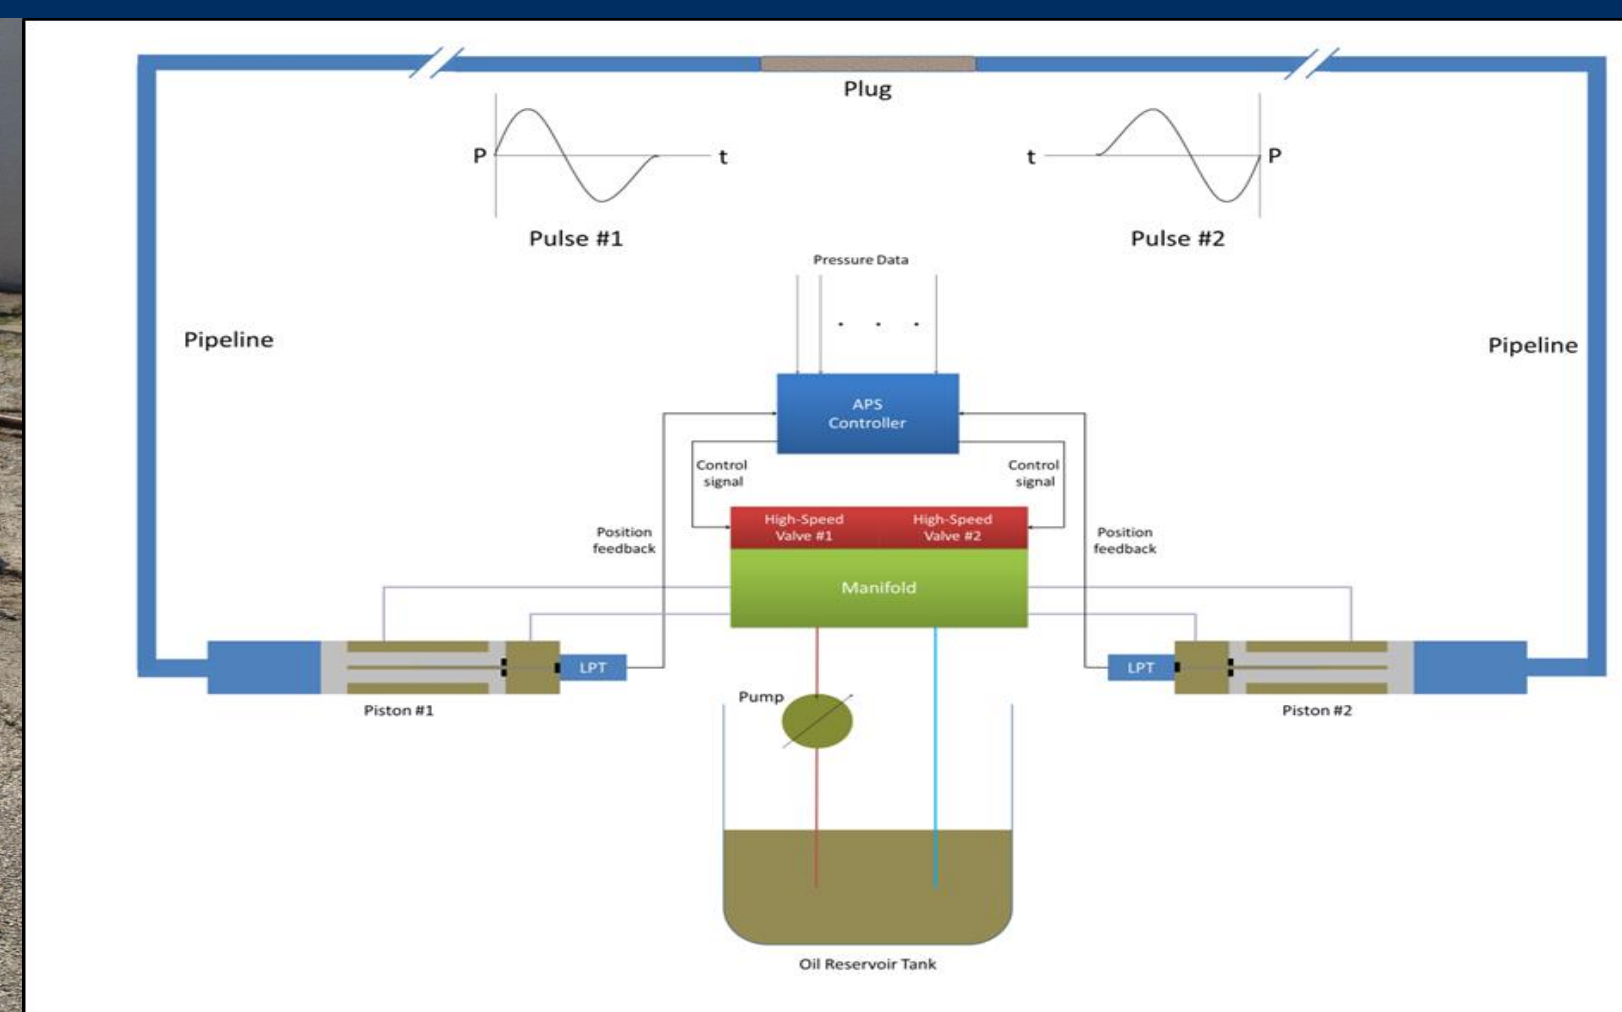 Plug
P
t
t
P
Pulse #1
Pulse #2
Pressure Data
. . .
Pipeline
Pipeline
APS
Controller
Control
signal
Control
signal
High-Speed
Valve #1
High-Speed
Valve #2
Position
feedback
Position
feedback
Manifold
LPT
LPT
Piston #1
Pump
Piston #2
Oil Reservoir Tank